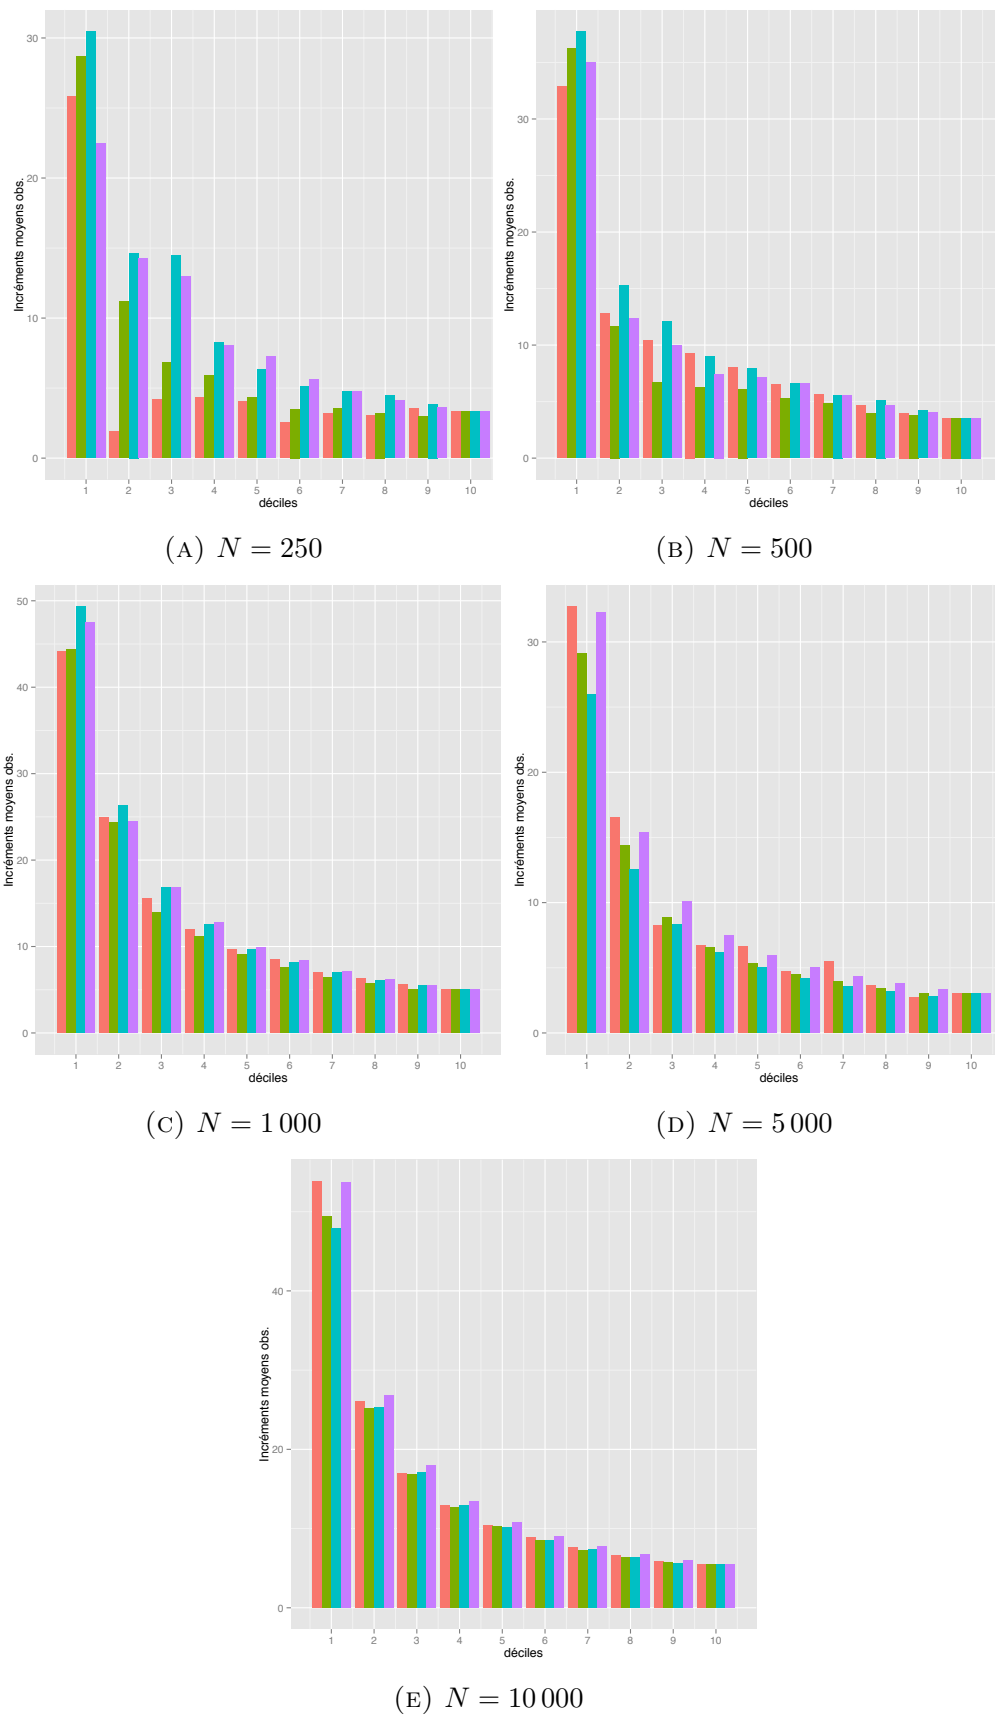 30
20
10
0
Incréments moyens obs.
1 2 3 4 5 6 7 8 9 10
déciles
(A) N = 250
30
20
10
0
Incréments moyens obs.
1 2 3 4 5 6 7 8 9 10
déciles
(B) N = 500
50
40
30
20
10
0
Incréments moyens obs.
1 2 3 4 5 6 7 8 9 10
déciles
(C) N = 1 000
30
20
10
0
Incréments moyens obs.
1 2 3 4 5 6 7 8 9 10
déciles
(D) N = 5 000
40
20
0
Incréments moyens obs.
1 2 3 4 5 6 7 8 9 10
déciles
(E) N = 10 000